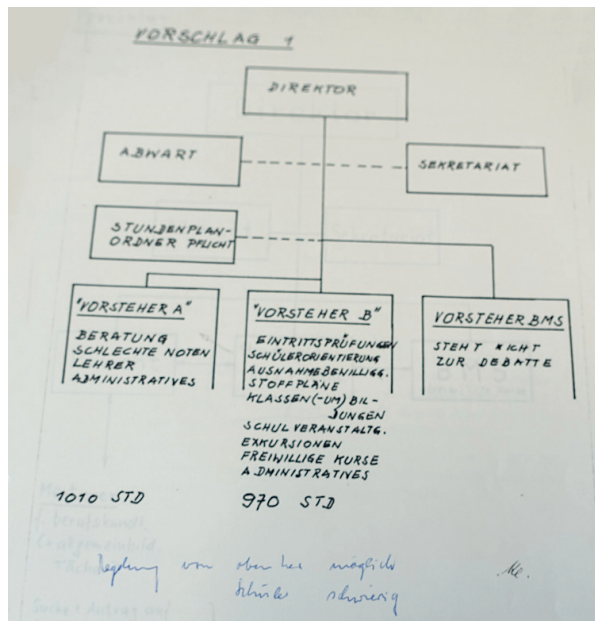 VORSCHLAG 1
DIREKTOR
ABWART
SEKRETARIAT
STUNDENPLAN-
ORDNER PFLICHT
"VORSTEHER A"
BERATUNG
SCHLECHTE NOTEN
LEHRER
ADMINISTRATIVES
"VORSTEHER B"
EINTRITTSPRÜFUNGEN
SCHÜLERORIENTIERUNG
AUSNAHMEBEWILLIGG.
STOFFPLÄNE
KLASSEN(-UM)BIL-
DUNGEN
SCHULVERANSTALTG.
EXKURSIONEN
FREIWILLIGE KURSE
ADMINISTRATIVES
VORSTEHER BMS
STEHT NICHT
ZUR DEBATTE
1010 STD
970 STD
Regelung von oben her möglich
Schüler schwierig